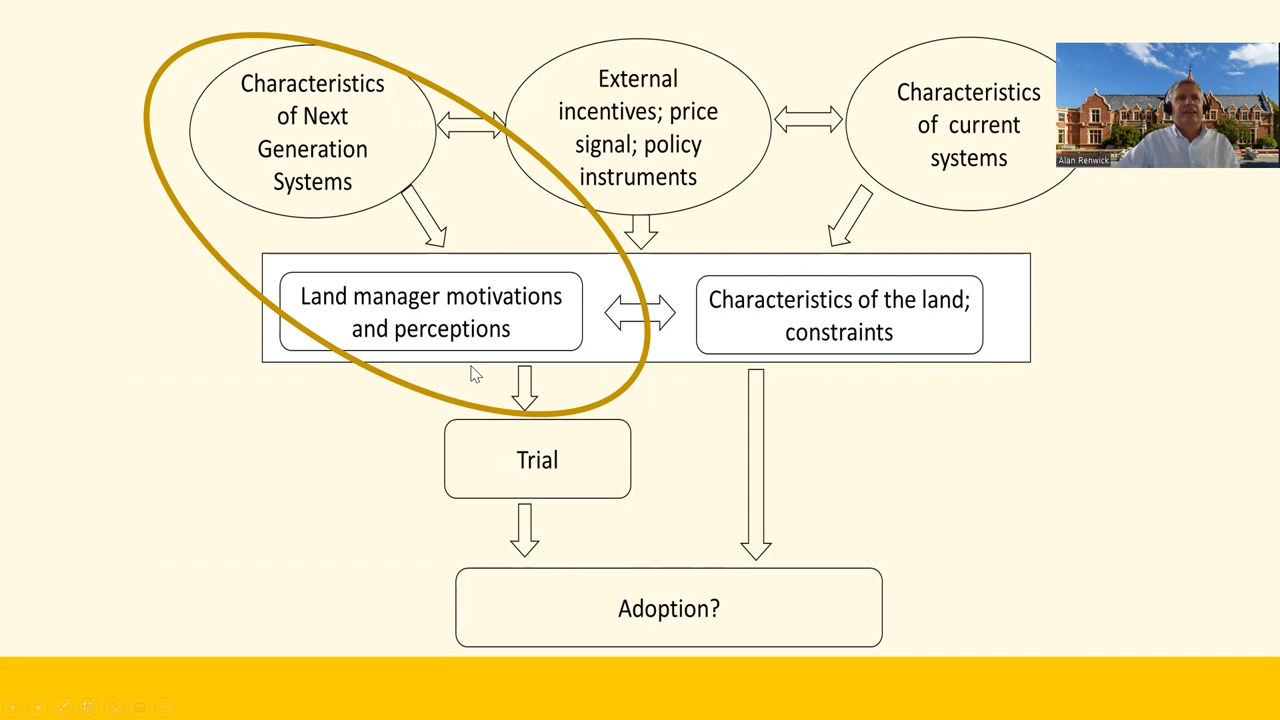 Characteristics
of Next
Generation
Systems
External
incentives; price
signal; policy
instruments
Characteristics
of current
systems
Alan Renwick
Land manager motivations
and perceptions
Characteristics of the land;
constraints
Trial
Adoption?